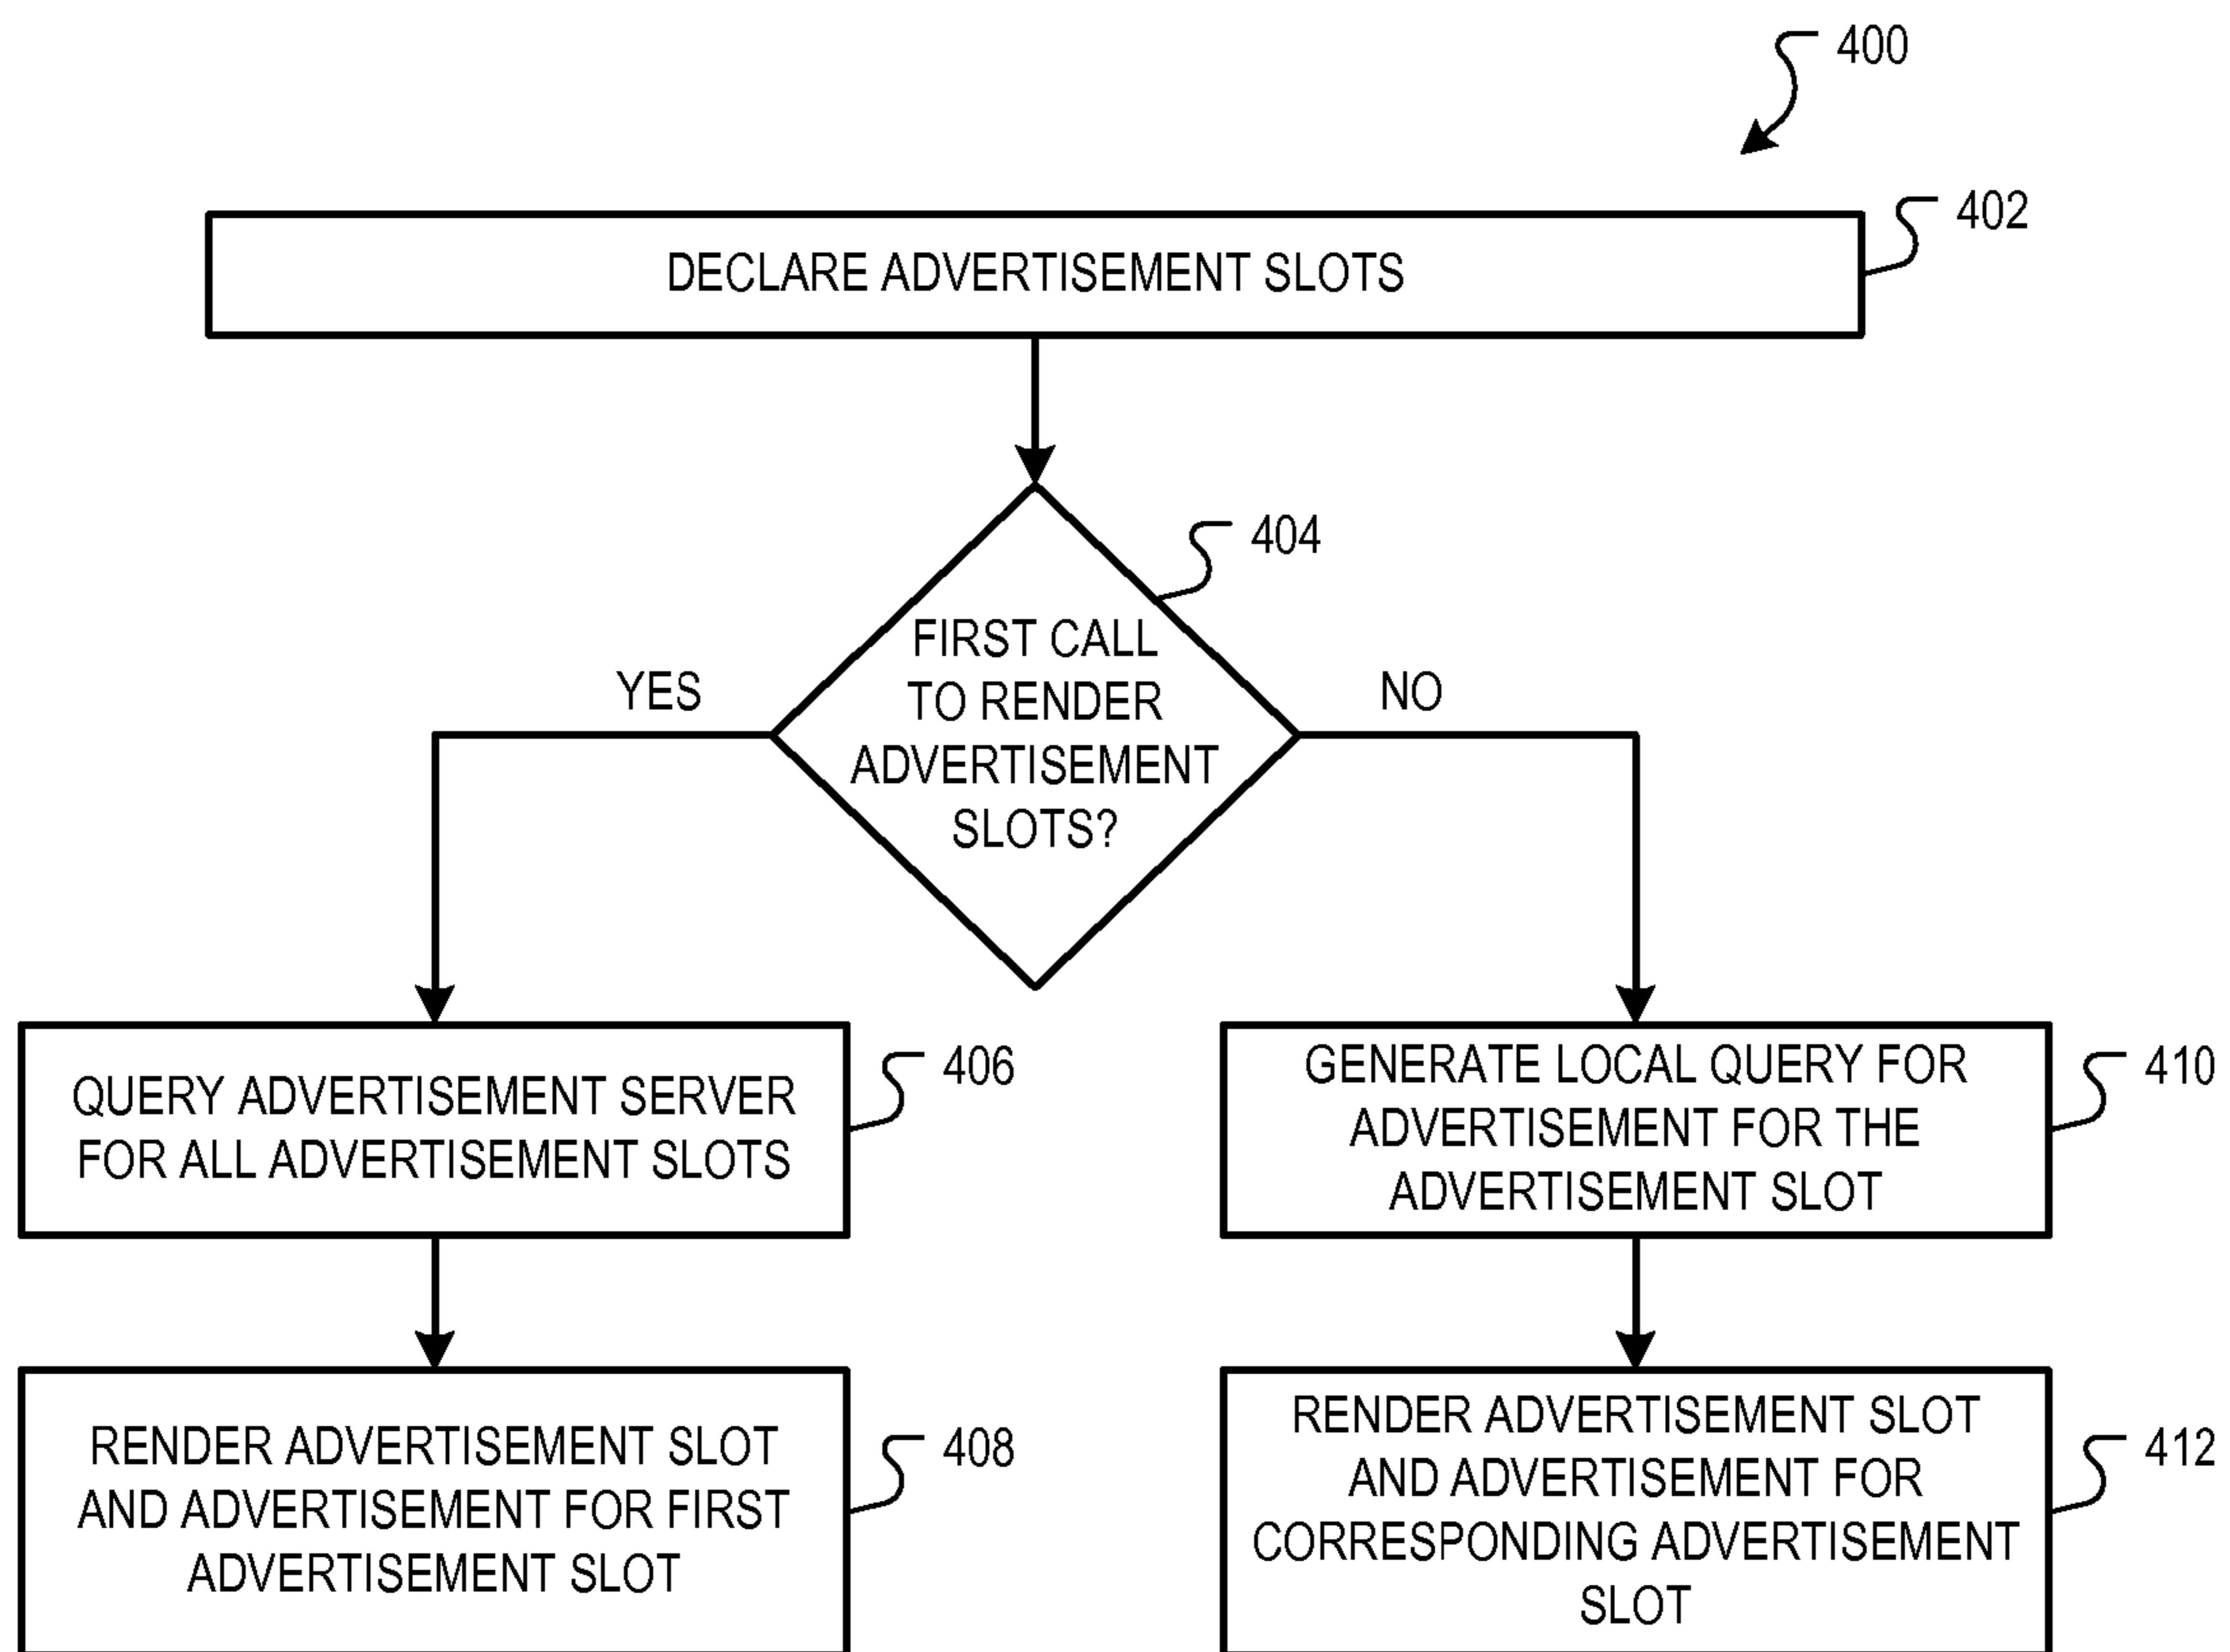 400
402
DECLARE ADVERTISEMENT SLOTS
404
FIRST CALL
TO RENDER
ADVERTISEMENT
SLOTS?
YES
NO
406
QUERY ADVERTISEMENT SERVER
FOR ALL ADVERTISEMENT SLOTS
410
GENERATE LOCAL QUERY FOR
ADVERTISEMENT FOR THE
ADVERTISEMENT SLOT
408
RENDER ADVERTISEMENT SLOT
AND ADVERTISEMENT FOR FIRST
ADVERTISEMENT SLOT
412
RENDER ADVERTISEMENT SLOT
AND ADVERTISEMENT FOR
CORRESPONDING ADVERTISEMENT
SLOT